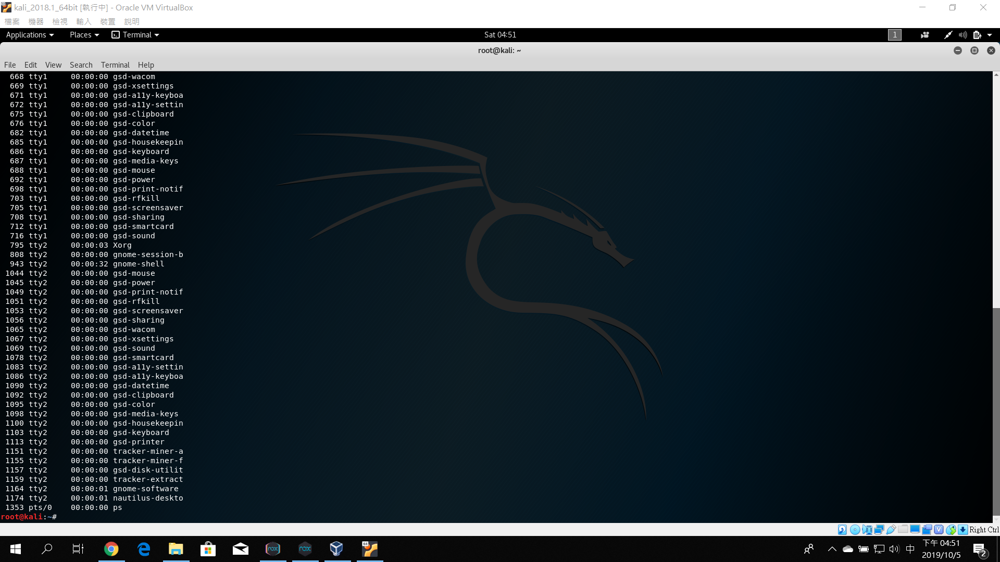 kali_2018.1_64bit [執行中] - Oracle VM VirtualBox
檔案 機器 檢視 輸入 裝置 說明
Applications Places Terminal Sat 04:51 1
root@kali: ~
File Edit View Search Terminal Help
668 tty1 00:00:00 gsd-wacom
669 tty1 00:00:00 gsd-xsettings
671 tty1 00:00:00 gsd-a11y-keyboa
672 tty1 00:00:00 gsd-a11y-settin
675 tty1 00:00:00 gsd-clipboard
676 tty1 00:00:00 gsd-color
682 tty1 00:00:00 gsd-datetime
685 tty1 00:00:00 gsd-housekeepin
686 tty1 00:00:00 gsd-keyboard
687 tty1 00:00:00 gsd-media-keys
688 tty1 00:00:00 gsd-mouse
692 tty1 00:00:00 gsd-power
698 tty1 00:00:00 gsd-print-notif
703 tty1 00:00:00 gsd-rfkill
705 tty1 00:00:00 gsd-screensaver
708 tty1 00:00:00 gsd-sharing
712 tty1 00:00:00 gsd-smartcard
716 tty1 00:00:00 gsd-sound
795 tty2 00:00:03 Xorg
808 tty2 00:00:00 gnome-session-b
943 tty2 00:00:32 gnome-shell
1044 tty2 00:00:00 gsd-mouse
1045 tty2 00:00:00 gsd-power
1049 tty2 00:00:00 gsd-print-notif
1051 tty2 00:00:00 gsd-rfkill
1053 tty2 00:00:00 gsd-screensaver
1056 tty2 00:00:00 gsd-sharing
1065 tty2 00:00:00 gsd-wacom
1067 tty2 00:00:00 gsd-xsettings
1069 tty2 00:00:00 gsd-sound
1078 tty2 00:00:00 gsd-smartcard
1083 tty2 00:00:00 gsd-a11y-settin
1086 tty2 00:00:00 gsd-a11y-keyboa
1090 tty2 00:00:00 gsd-datetime
1092 tty2 00:00:00 gsd-clipboard
1095 tty2 00:00:00 gsd-color
1098 tty2 00:00:00 gsd-media-keys
1100 tty2 00:00:00 gsd-housekeepin
1103 tty2 00:00:00 gsd-keyboard
1113 tty2 00:00:00 gsd-printer
1151 tty2 00:00:00 tracker-miner-a
1155 tty2 00:00:00 tracker-miner-f
1157 tty2 00:00:00 gsd-disk-utilit
1159 tty2 00:00:00 tracker-extract
1164 tty2 00:00:01 gnome-software
1174 tty2 00:00:01 nautilus-deskto
1353 pts/0 00:00:00 ps
root@kali:~#
Right Ctrl
nox nox 64 中 下午 04:51
2019/10/5 2